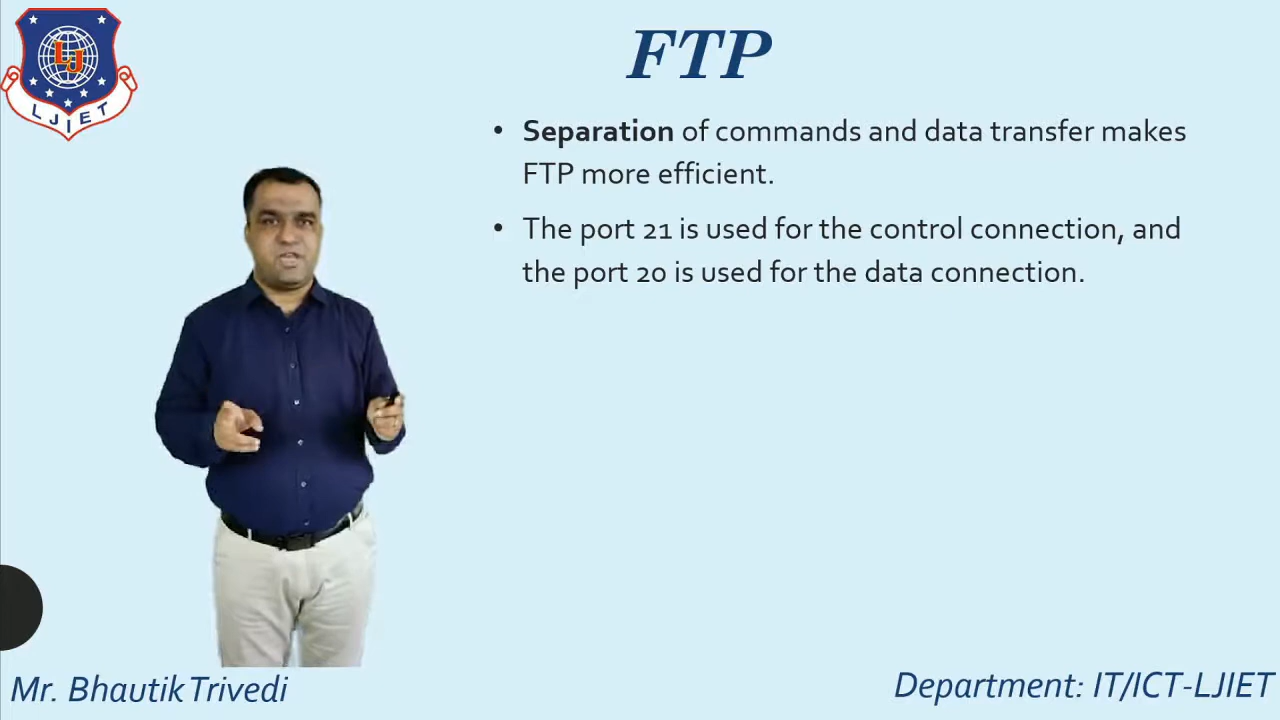 LJ
LJIET
FTP
• Separation of commands and data transfer makes
FTP more efficient.
• The port 21 is used for the control connection, and
the port 20 is used for the data connection.
Mr. Bhautik Trivedi
Department: IT/ICT-LJIET